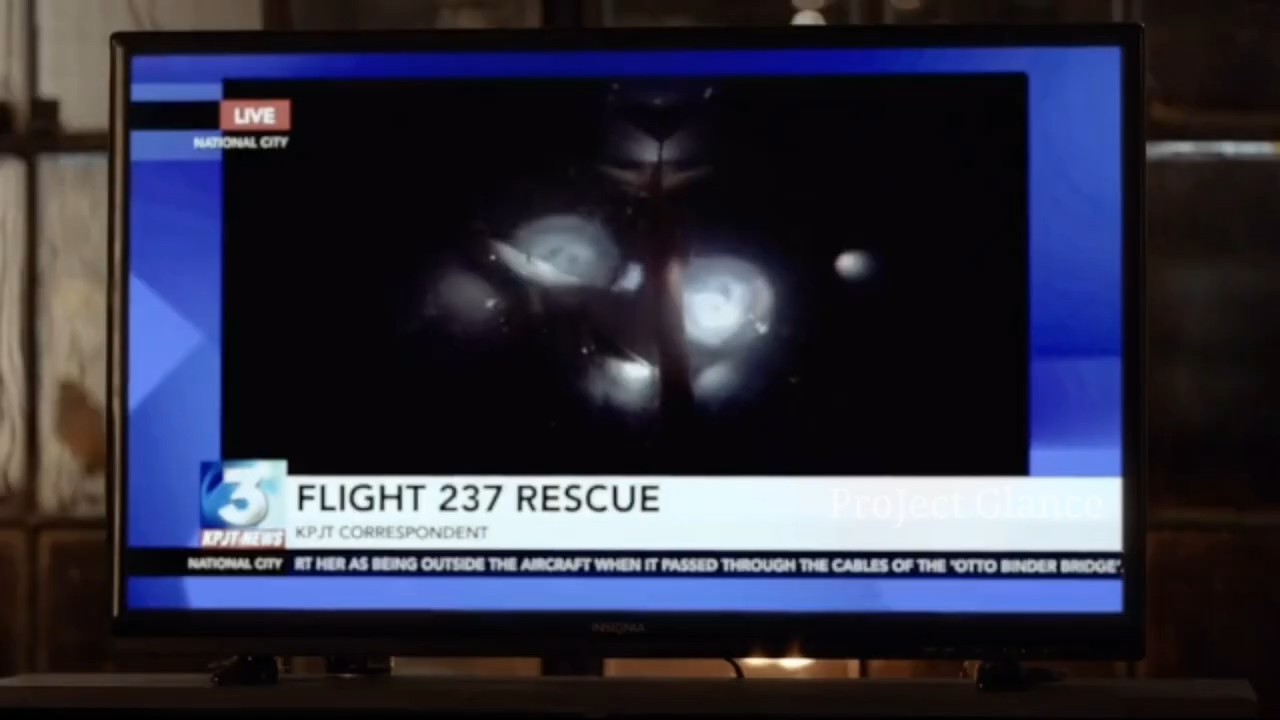 LIVE
NATIONAL CITY
3
FLIGHT 237 RESCUE
ProJect Glance
KPJT NEWS
KPJT CORRESPONDENT
NATIONAL CITY RT HER AS BEING OUTSIDE THE AIRCRAFT WHEN IT PASSED THROUGH THE CABLES OF THE "OTTO BINDER BRIDGE".
INSIGNIA